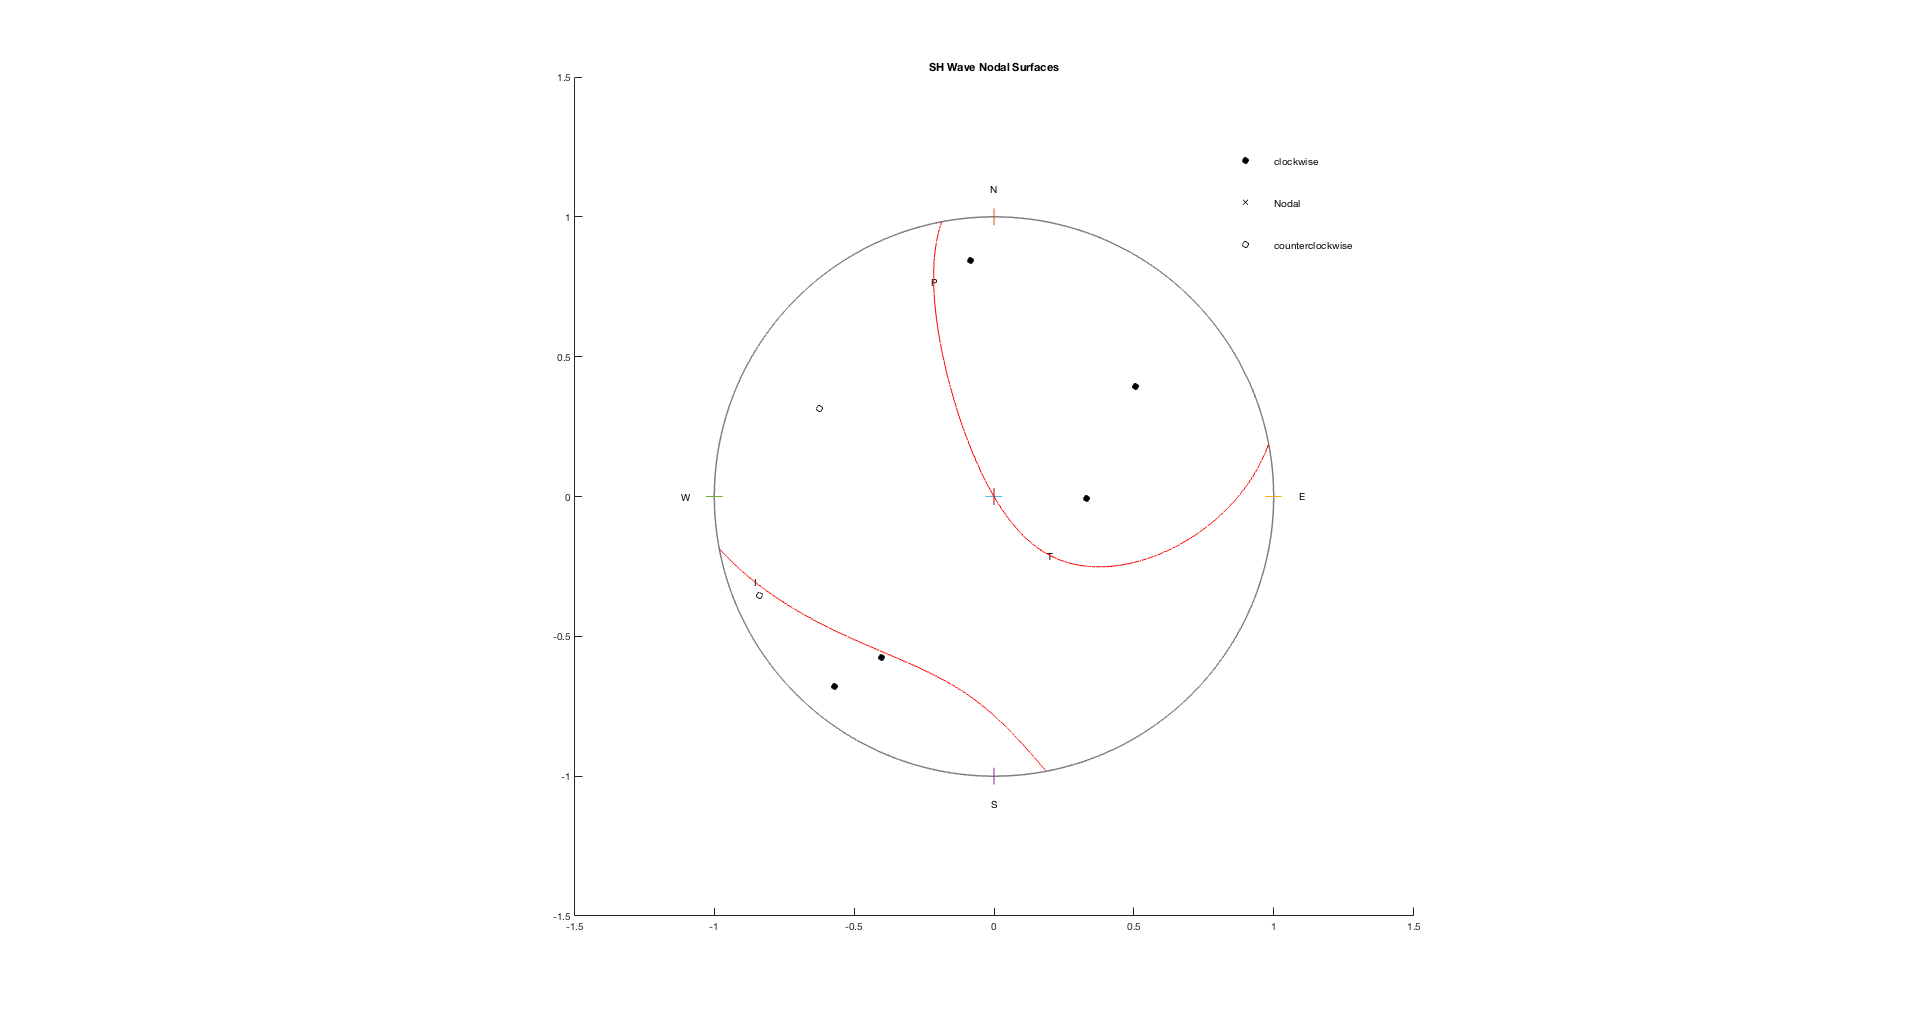 SH Wave Nodal Surfaces
1.5
clockwise
N
Nodal
1
counterclockwise
P
0.5
W
0
E
T
I
-0.5
-1
S
-1.5
-1.5 -1 -0.5 0 0.5 1 1.5